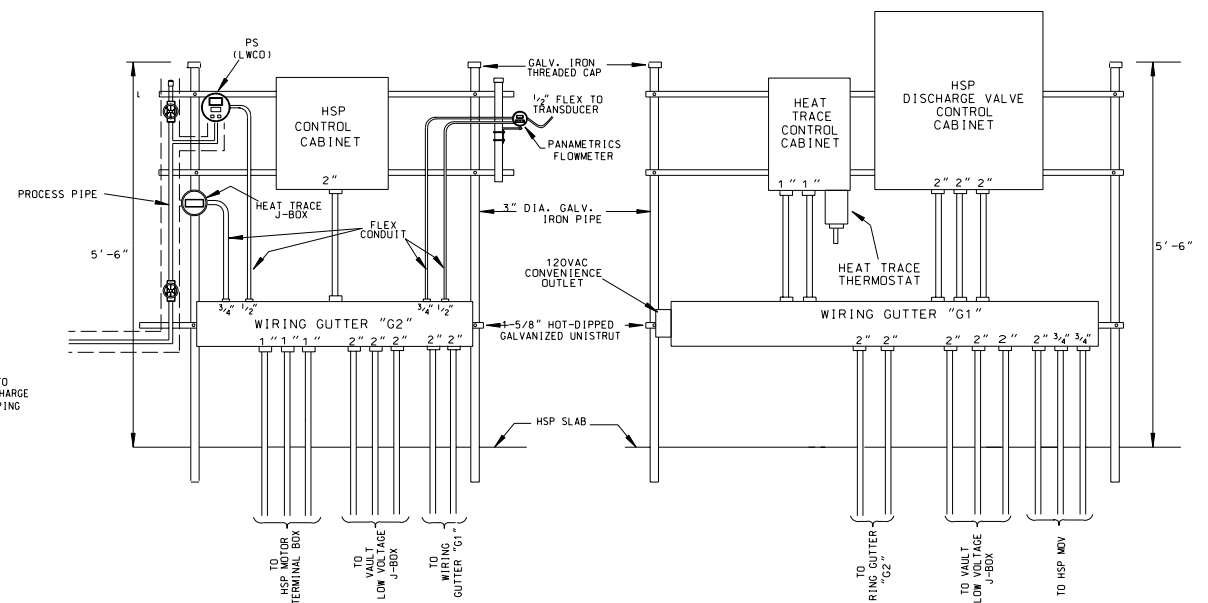 PS
(LWCO)
GALV. IRON
THREADED CAP
1/2" FLEX TO
TRANSDUCER
HSP
CONTROL
CABINET
HEAT
TRACE
CONTROL
CABINET
HSP
DISCHARGE VALVE
CONTROL
CABINET
PANAMETRICS
FLOWMETER
2"
1" 1"
2" 2" 2"
PROCESS PIPE
HEAT TRACE
J-BOX
3" DIA. GALV.
IRON PIPE
FLEX
CONDUIT
5'-6"
5'-6"
120VAC
CONVENIENCE
OUTLET
HEAT TRACE
THERMOSTAT
3/4" 1/2"
3/4" 1/2"
WIRING GUTTER "G2"
1-5/8" HOT-DIPPED
GALVANIZED UNISTRUT
WIRING GUTTER "G1"
1" 1" 1" 2" 2" 2" 2" 2"
2" 2" 2" 2" 2" 2" 3/4" 3/4"
TO
HARGE
PING
HSP SLAB
TO
HSP MOTOR
TERMINAL BOX
TO
VAULT
LOW VOLTAGE
J-BOX
TO
WIRING
GUTTER "G1"
TO
RING GUTTER
"G2"
TO VAULT
LOW VOLTAGE
J-BOX
TO HSP MOV